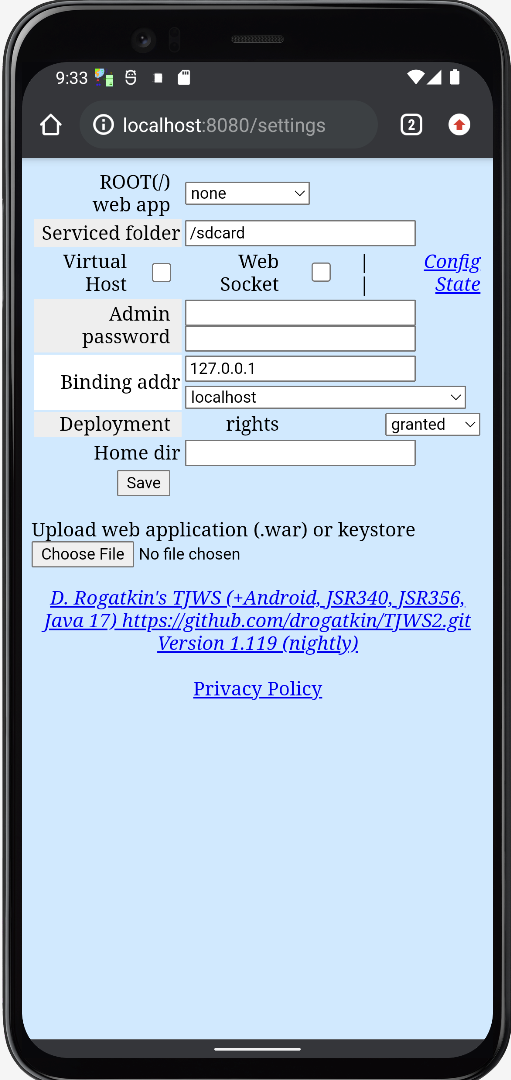 9:33
localhost:8080/settings
2
ROOT(/)
web app
none
Serviced folder
/sdcard
Virtual
Host
Web
Socket
|
|
Config
State
Admin
password
Binding addr
127.0.0.1
localhost
Deployment rights granted
Home dir
Save
Upload web application (.war) or keystore
Choose File No file chosen
D. Rogatkin's TJWS (+Android, JSR340, JSR356,
Java 17) https://github.com/drogatkin/TJWS2.git
Version 1.119 (nightly)
Privacy Policy